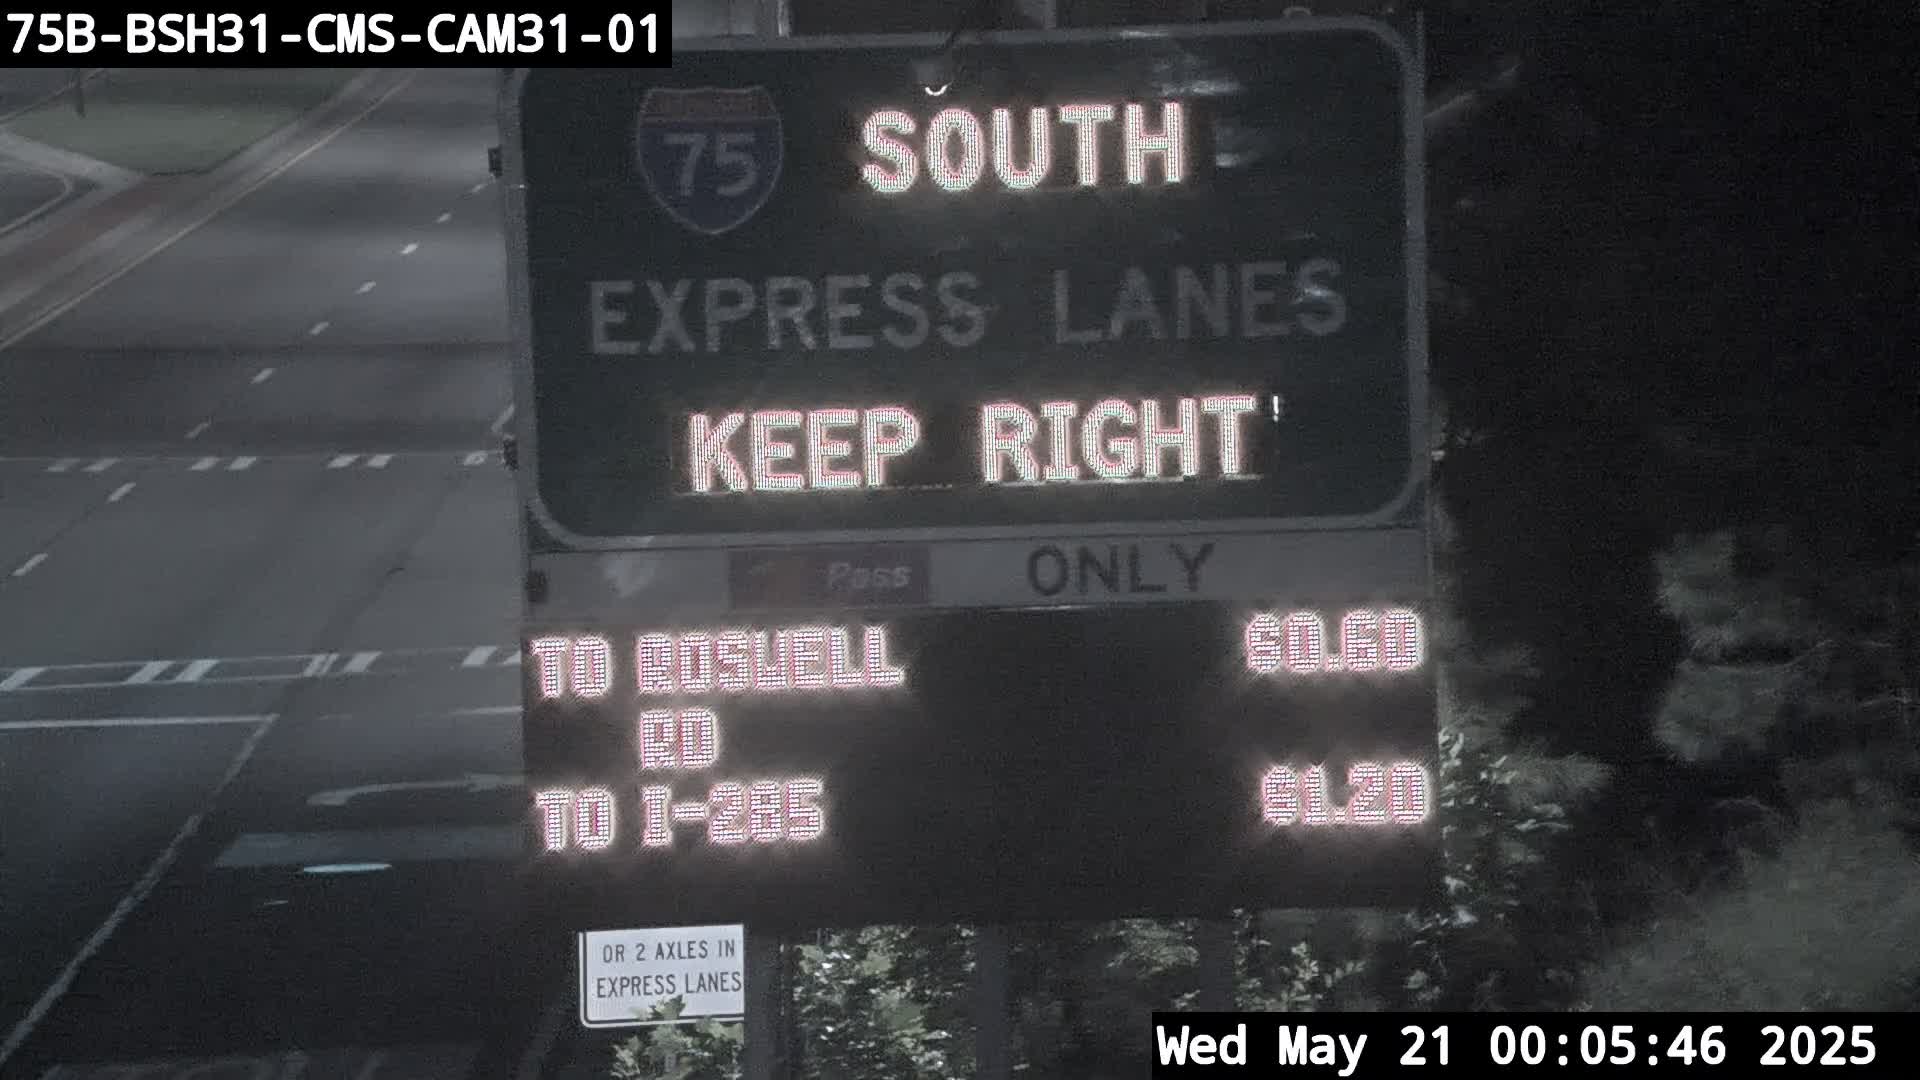 75B-BSH31-CMS-CAM31-01
75 SOUTH
EXPRESS LANES
KEEP RIGHT
Pass ONLY
TO ROSWELL $0.60
RD
TO I-285 $1.20
OR 2 AXLES IN
EXPRESS LANES
Wed May 21 00:05:46 2025